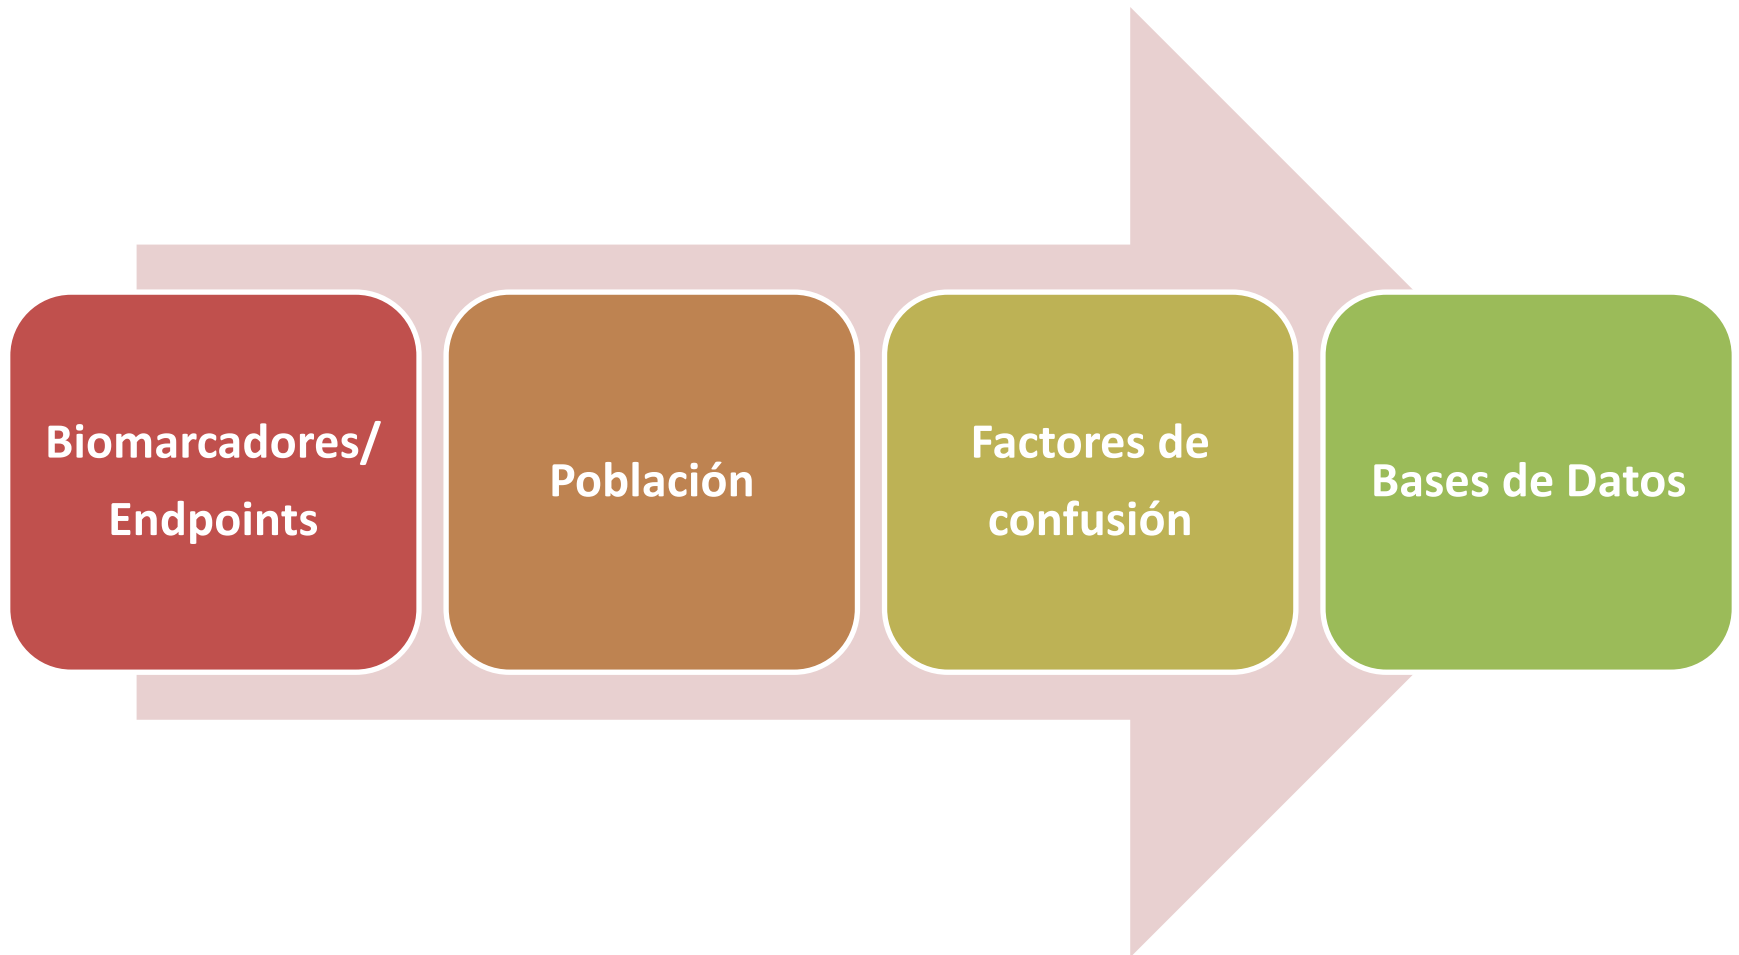 Biomarcadores/
Endpoints
Población
Factores de
confusión
Bases de Datos